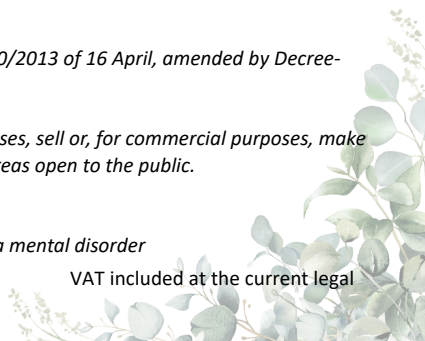 0/2013 of 16 April, amended by Decree-
ses, sell or, for commercial purposes, make
reas open to the public.
a mental disorder
VAT included at the current legal